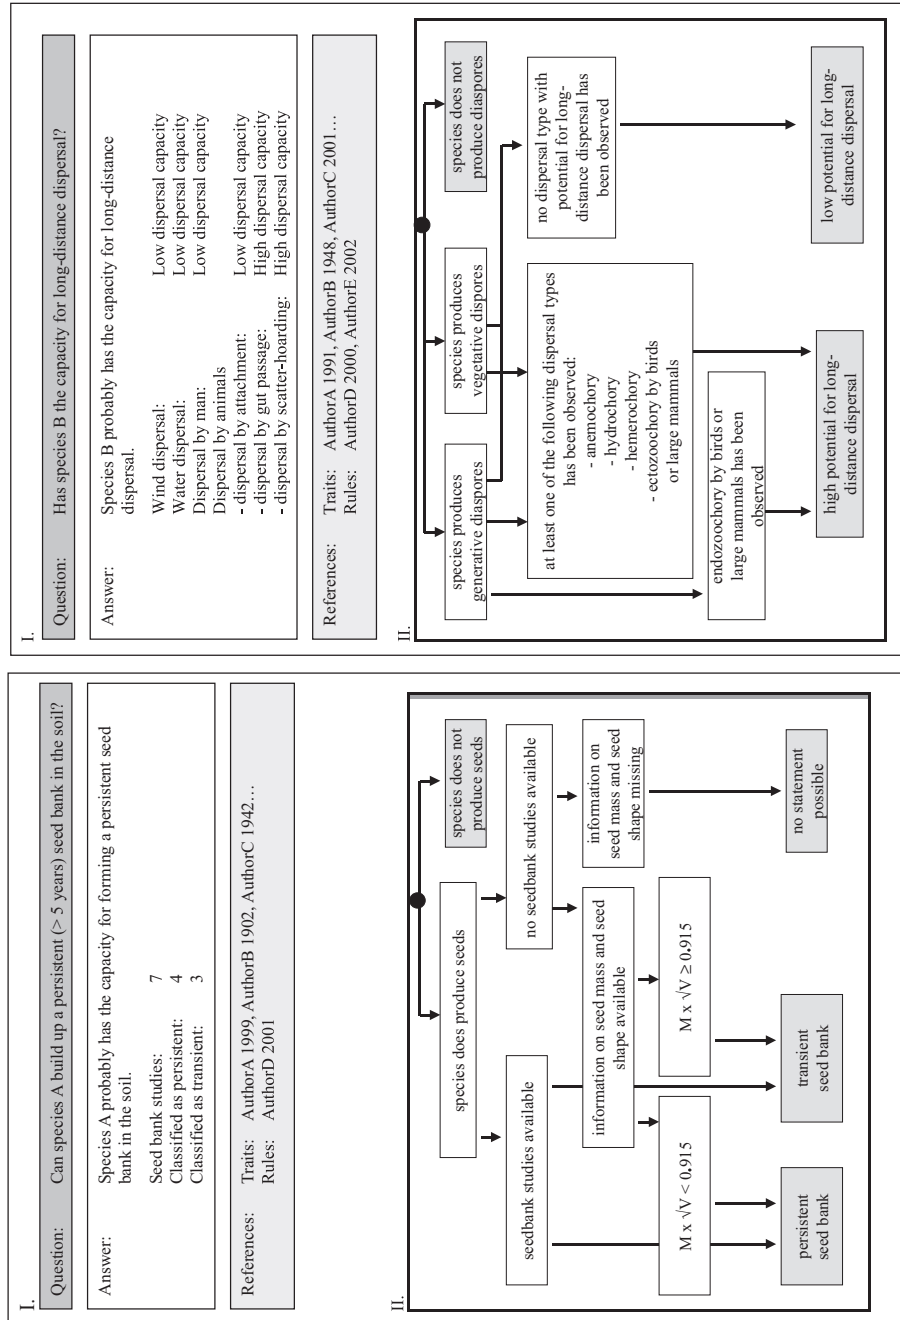 I.
Question: Can species A build up a persistent (> 5 years) seed bank in the soil?
Answer: Species A probably has the capacity for forming a persistent seed
bank in the soil.
Seed bank studies: 7
Classified as persistent: 4
Classified as transient: 3
References: Traits: AuthorA 1999, AuthorB 1902, AuthorC 1942…
Rules: AuthorD 2001
II.
species does produce seeds
species does not
produce seeds
seedbank studies available
no seedbank studies available
information on seed mass and seed
shape available
information on
seed mass and seed
shape missing
M x √V < 0.915
M x √V ≥ 0.915
persistent
seed bank
transient
seed bank
no statement
possible
I.
Question: Has species B the capacity for long-distance dispersal?
Answer: Species B probably has the capacity for long-distance
dispersal.
Wind dispersal: Low dispersal capacity
Water dispersal: Low dispersal capacity
Dispersal by man: Low dispersal capacity
Dispersal by animals
- dispersal by attachment: Low dispersal capacity
- dispersal by gut passage: High dispersal capacity
- dispersal by scatter-hoarding: High dispersal capacity
References: Traits: AuthorA 1991, AuthorB 1948, AuthorC 2001…
Rules: AuthorD 2000, AuthorE 2002
II.
species produces
generative diaspores
species produces
vegetative dispores
species does not
produce diaspores
at least one of the following dispersal types
has been observed:
- anemochory
- hydrochory
- hemerochory
- ectozoochory by birds
or large mammals
no dispersal type with
potential for long-
distance dispersal has
been observed
endozoochory by birds or
large mammals has been
observed
high potential for long-
distance dispersal
low potential for long-
distance dispersal